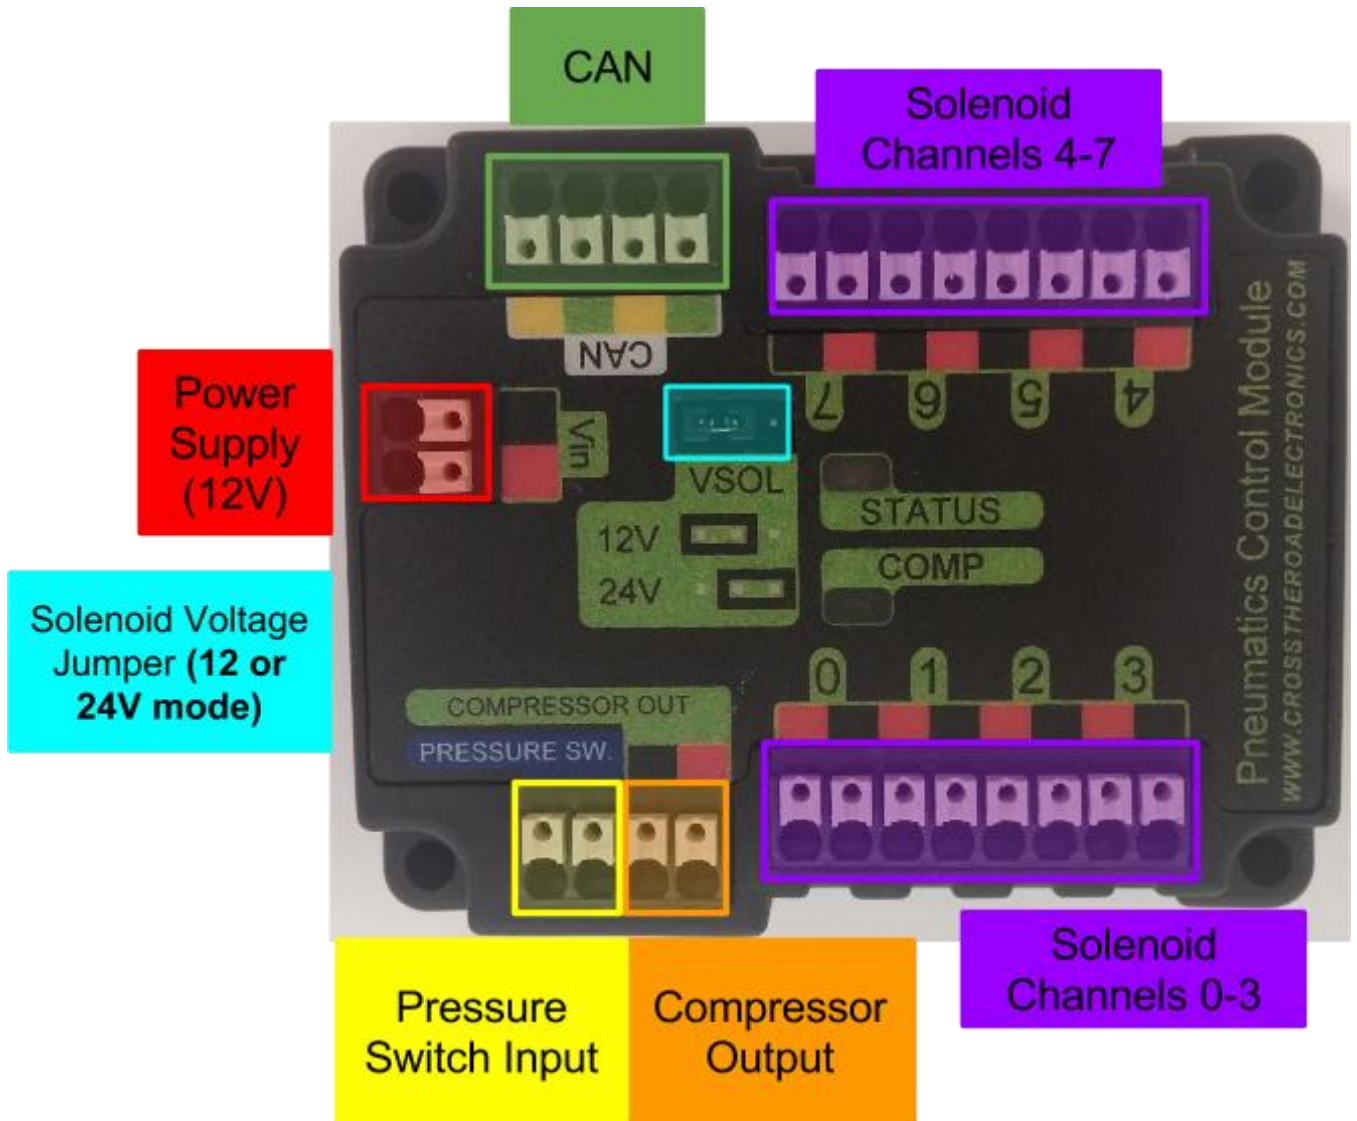 CAN
Solenoid
Channels 4-7
CAN
7 6 5 4
Power
Supply
(12V)
Vin
VSOL
12V
24V
STATUS
COMP
Solenoid Voltage
Jumper (12 or
24V mode)
0 1 2 3
COMPRESSOR OUT
PRESSURE SW.
Pneumatics Control Module
WWW.CROSSTHEROADELECTRONICS.COM
Pressure
Switch Input
Compressor
Output
Solenoid
Channels 0-3